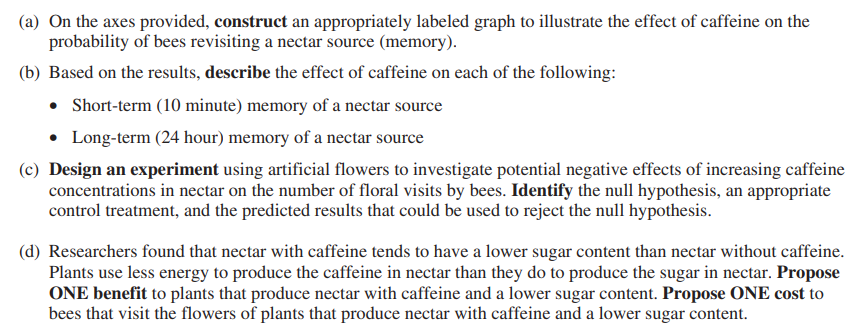 (a) On the axes provided, construct an appropriately labeled graph to illustrate the effect of caffeine on the
probability of bees revisiting a nectar source (memory).
(b) Based on the results, describe the effect of caffeine on each of the following:
• Short-term (10 minute) memory of a nectar source
• Long-term (24 hour) memory of a nectar source
(c) Design an experiment using artificial flowers to investigate potential negative effects of increasing caffeine
concentrations in nectar on the number of floral visits by bees. Identify the null hypothesis, an appropriate
control treatment, and the predicted results that could be used to reject the null hypothesis.
(d) Researchers found that nectar with caffeine tends to have a lower sugar content than nectar without caffeine.
Plants use less energy to produce the caffeine in nectar than they do to produce the sugar in nectar. Propose
ONE benefit to plants that produce nectar with caffeine and a lower sugar content. Propose ONE cost to
bees that visit the flowers of plants that produce nectar with caffeine and a lower sugar content.